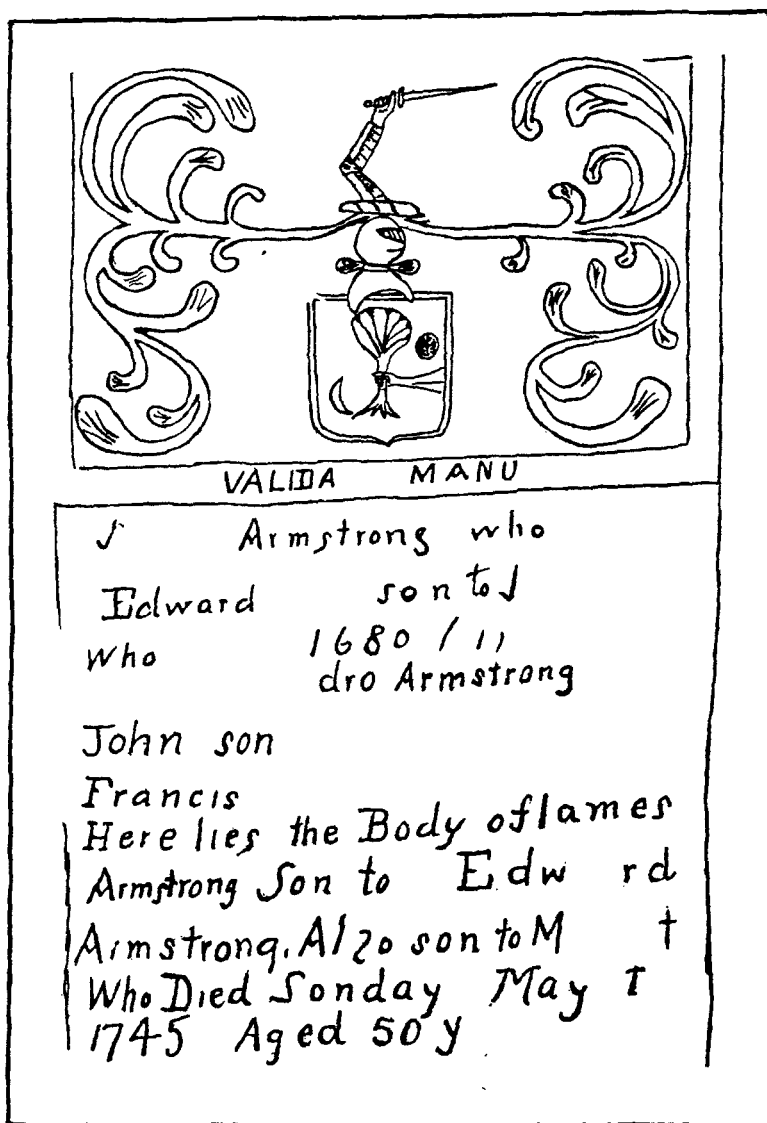 VALIDA MANU
J Armstrong who
Edward son to J
Who 1680 / 11
dro Armstrong
John son
Francis
Here lies the Body of Iames
Armstrong Son to Edw rd
Armstrong. Also son to M t
Who Died Sonday May I
1745 Aged 50 y